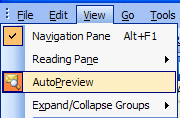 File Edit View Go Tools
Navigation Pane Alt+F1
Reading Pane
AutoPreview
Expand/Collapse Groups